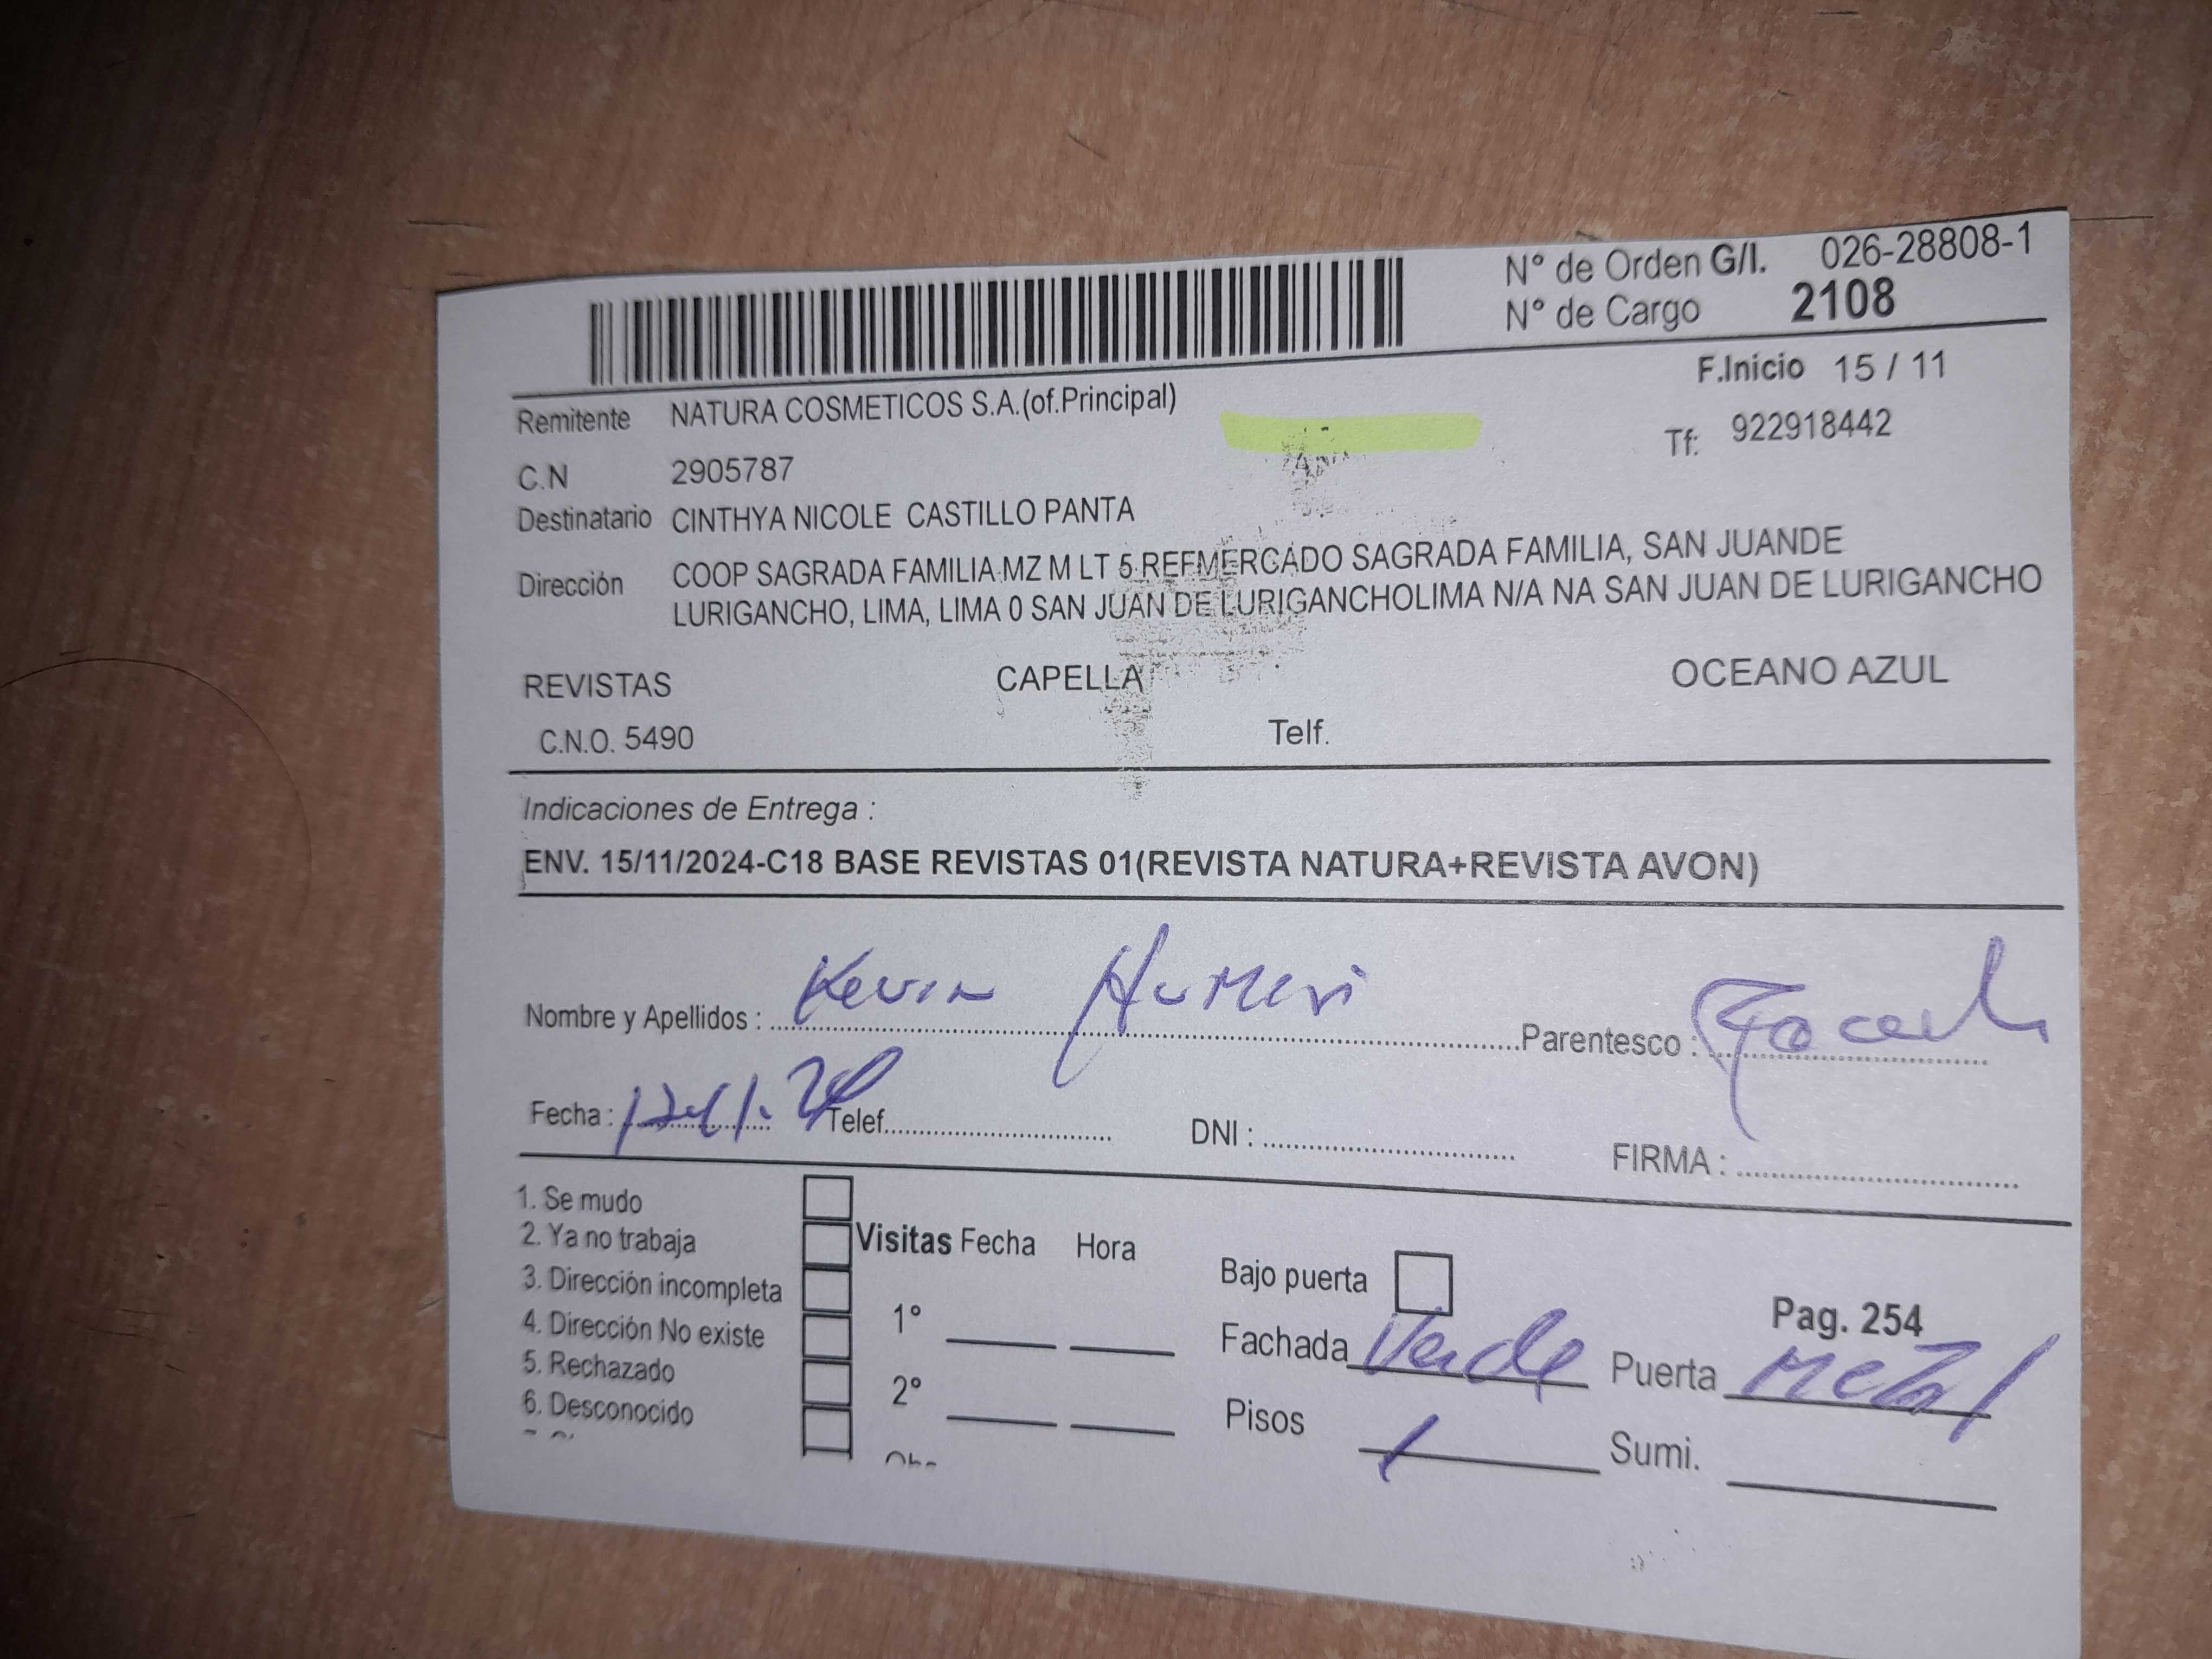 N° de Orden G/I. 026-28808-1
N° de Cargo 2108
F.Inicio 15 / 11
Remitente NATURA COSMETICOS S.A.(of.Principal)
Tf: 922918442
C.N 2905787
Destinatario CINTHYA NICOLE CASTILLO PANTA
Dirección COOP SAGRADA FAMILIA MZ M LT 5 REFMERCADO SAGRADA FAMILIA, SAN JUANDE
LURIGANCHO, LIMA, LIMA 0 SAN JUAN DE LURIGANCHOLIMA N/A NA SAN JUAN DE LURIGANCHO
REVISTAS CAPELLA OCEANO AZUL
C.N.O. 5490 Telf.
Indicaciones de Entrega :
ENV. 15/11/2024-C18 BASE REVISTAS 01(REVISTA NATURA+REVISTA AVON)
Nombre y Apellidos : Kevin Parentesco :
Fecha : Telef. DNI : FIRMA :
1. Se mudo
2. Ya no trabaja
3. Dirección incompleta
4. Dirección No existe
5. Rechazado
6. Desconocido
Visitas Fecha Hora
1°
2°
Bajo puerta
Pag. 254
Fachada Verde Puerta Metal
Pisos 1 Sumi.